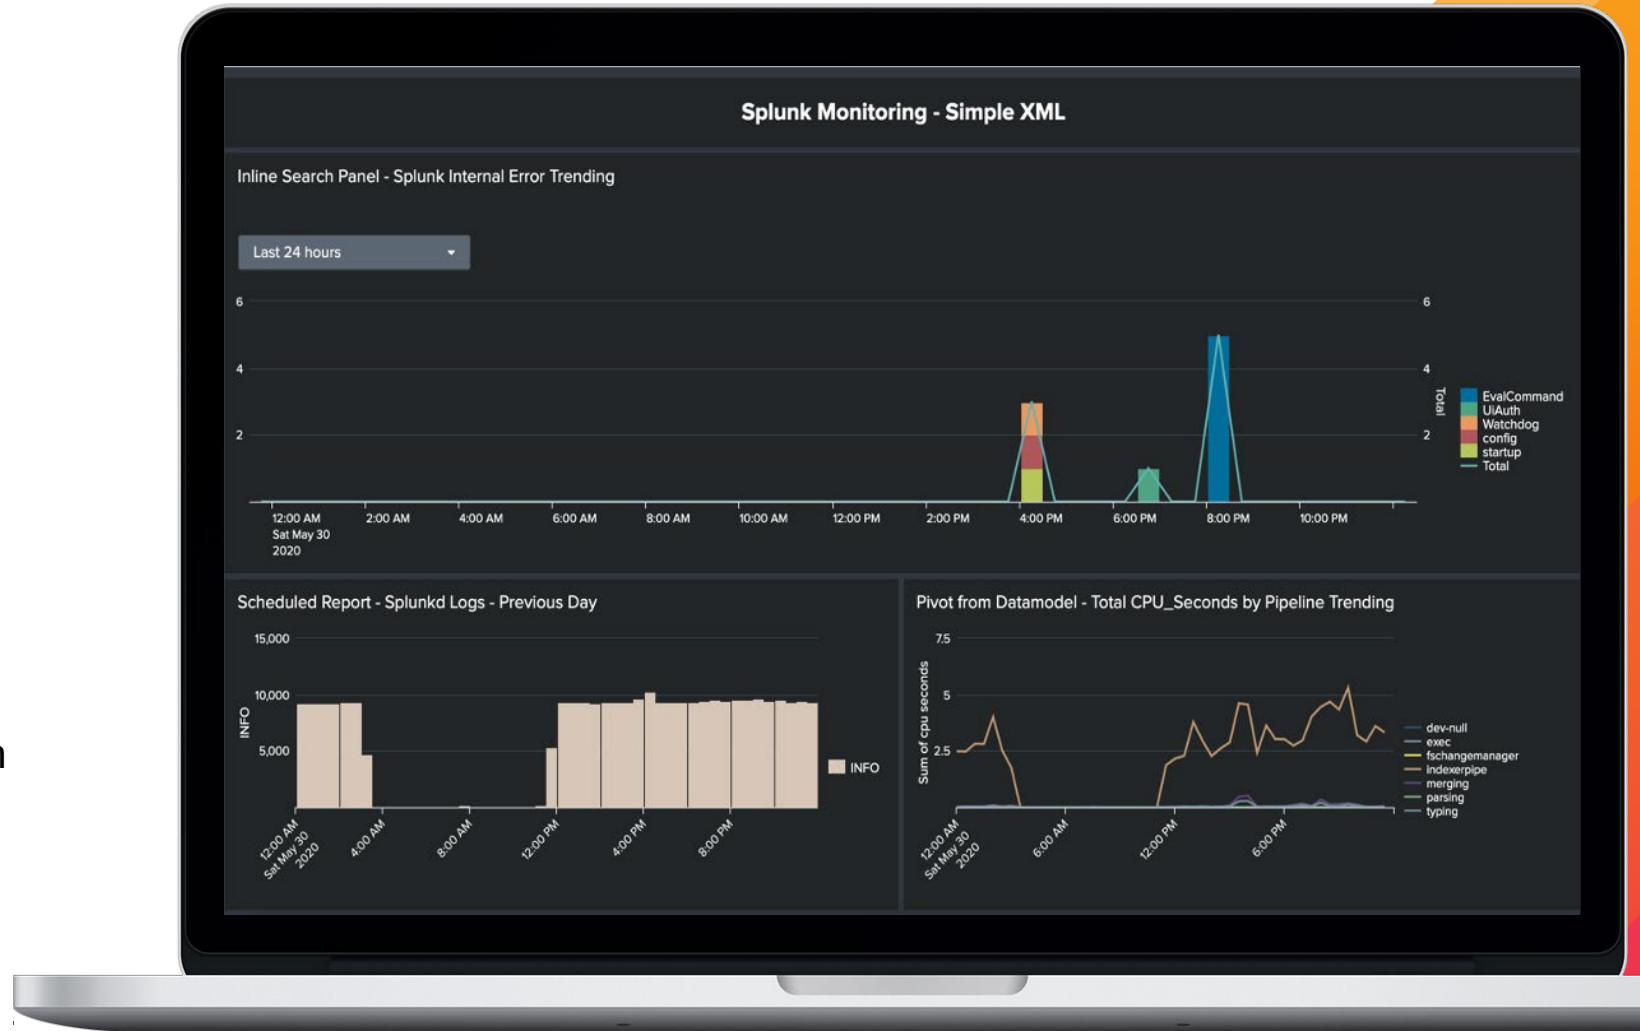 Splunk Monitoring - Simple XML
Inline Search Panel - Splunk Internal Error Trending
Last 24 hours
6
4
2
6
4
2
Total
EvalCommand
UiAuth
Watchdog
config
startup
Total
12:00 AM
Sat May 30
2020
2:00 AM
4:00 AM
6:00 AM
8:00 AM
10:00 AM
12:00 PM
2:00 PM
4:00 PM
6:00 PM
8:00 PM
10:00 PM
Scheduled Report - Splunkd Logs - Previous Day
15,000
10,000
5,000
INFO
INFO
12:00 AM
Sat May 30
2020
4:00 AM
8:00 AM
12:00 PM
4:00 PM
8:00 PM
Pivot from Datamodel - Total CPU_Seconds by Pipeline Trending
7.5
5
2.5
Sum of cpu seconds
dev-null
exec
fschangemanager
indexerpipe
merging
parsing
typing
12:00 AM
Sat May 30
2020
6:00 AM
12:00 PM
6:00 PM